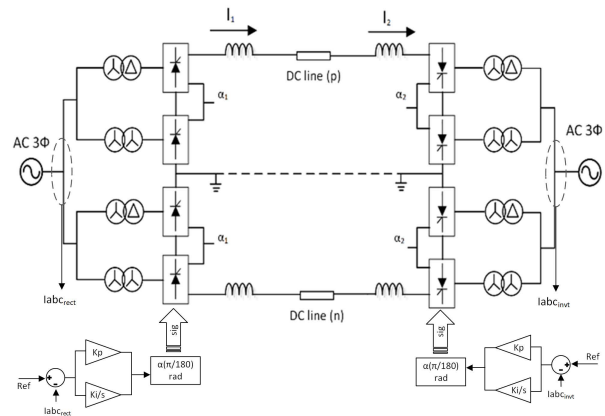 I₁
I₂
DC line (p)
α₁
α₂
AC 3Φ
AC 3Φ
α₁
α₂
Iabcrect
Iabcinvt
DC line (n)
sig
sig
Kp
Ki/s
Ref
+
-
Iabcrect
α(π/180)
rad
α(π/180)
rad
Kp
Ki/s
+
-
Ref
Iabcinvt